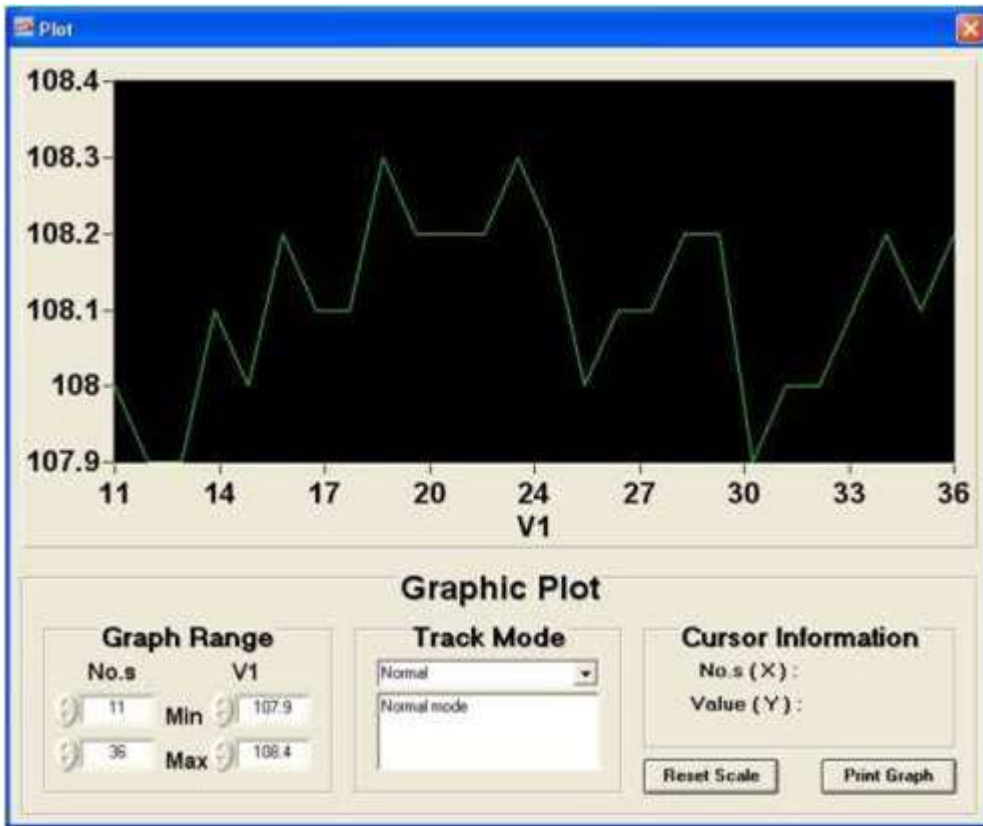 Plot
108.4
108.3
108.2
108.1
108
107.9
11 14 17 20 24 27 30 33 36
V1
Graphic Plot
Graph Range
No.s V1
11 Min 107.9
36 Max 108.4
Track Mode
Normal
Normal mode
Cursor Information
No.s ( X ) :
Value ( Y ) :
Reset Scale Print Graph